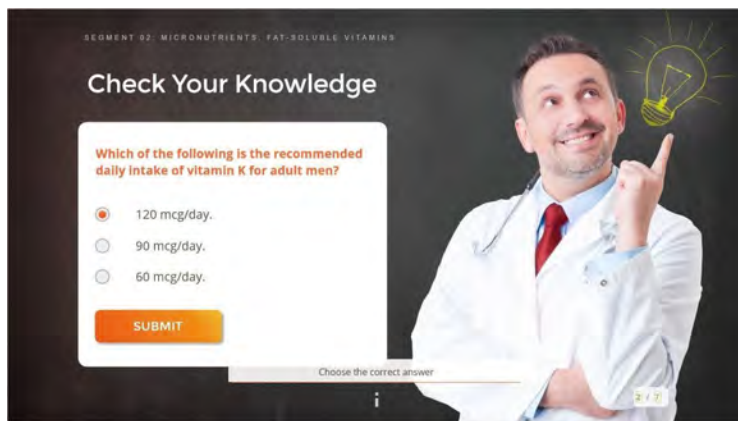 SEGMENT 02: MICRONUTRIENTS. FAT-SOLUBLE VITAMINS
Check Your Knowledge
Which of the following is the recommended
daily intake of vitamin K for adult men?
120 mcg/day.
90 mcg/day.
60 mcg/day.
SUBMIT
Choose the correct answer
i
2 / 7